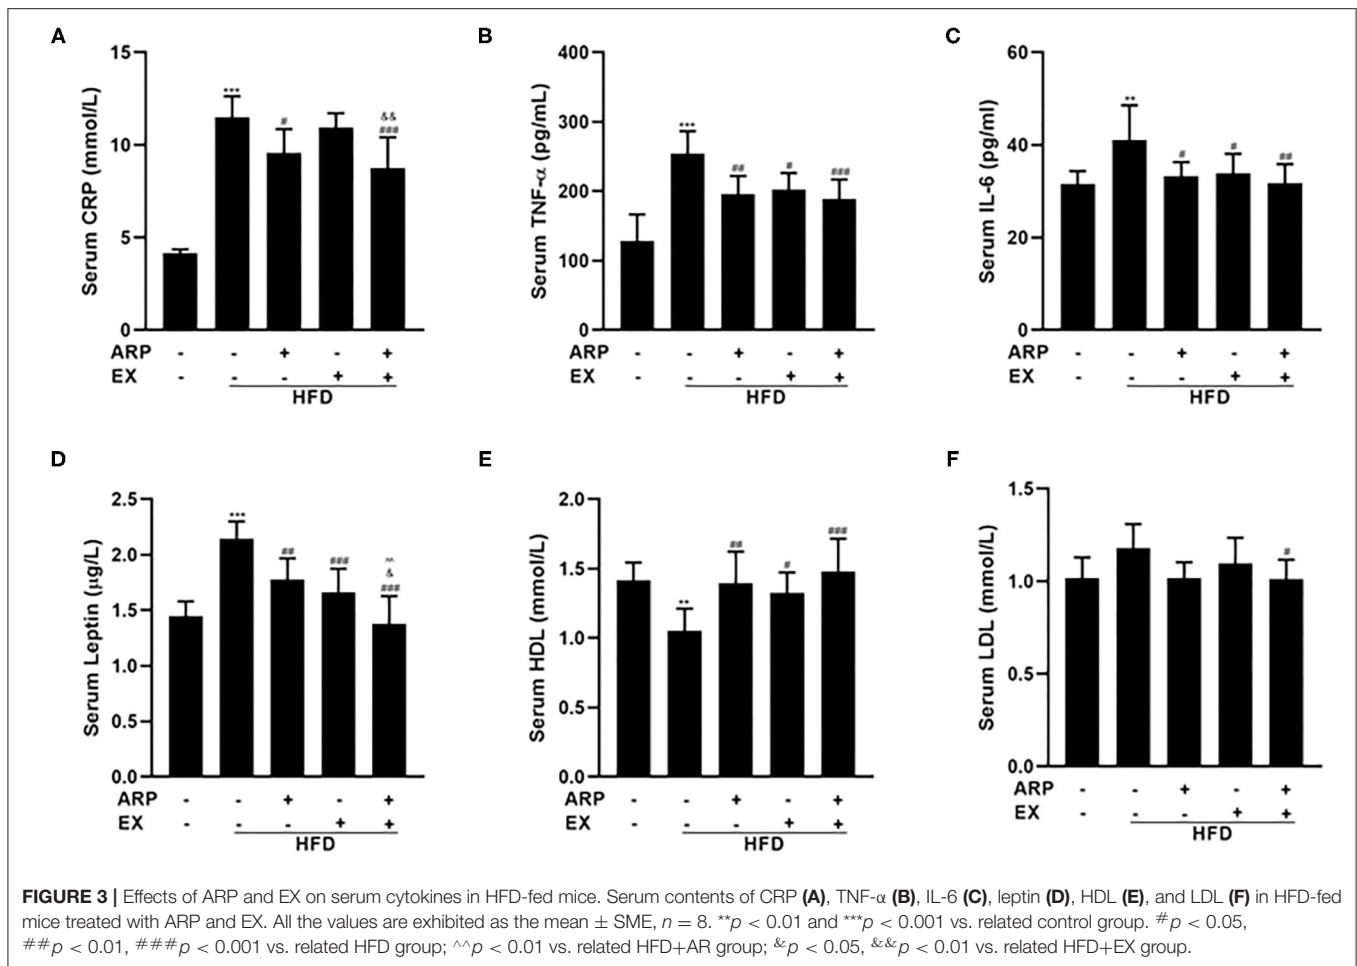 A
15
10
5
0
Serum CRP (mmol/L)
***
#
&&
###
ARP - - + - +
EX - - - + +
HFD
B
400
300
200
100
0
Serum TNF-α (pg/mL)
***
##
#
###
ARP - - + - +
EX - - - + +
HFD
C
60
40
20
0
Serum IL-6 (pg/ml)
**
#
#
##
ARP - - + - +
EX - - - + +
HFD
D
2.5
2.0
1.5
1.0
0.5
0.0
Serum Leptin (μg/L)
***
##
###
^^
&
###
ARP - - + - +
EX - - - + +
HFD
E
2.0
1.5
1.0
0.5
0.0
Serum HDL (mmol/L)
**
##
#
###
ARP - - + - +
EX - - - + +
HFD
F
1.5
1.0
0.5
0.0
Serum LDL (mmol/L)
#
ARP - - + - +
EX - - - + +
HFD
FIGURE 3 | Effects of ARP and EX on serum cytokines in HFD-fed mice. Serum contents of CRP (A), TNF-α (B), IL-6 (C), leptin (D), HDL (E), and LDL (F) in HFD-fed
mice treated with ARP and EX. All the values are exhibited as the mean ± SME, n = 8. **p < 0.01 and ***p < 0.001 vs. related control group. #p < 0.05,
##p < 0.01, ###p < 0.001 vs. related HFD group; ^^p < 0.01 vs. related HFD+AR group; &p < 0.05, &&p < 0.01 vs. related HFD+EX group.